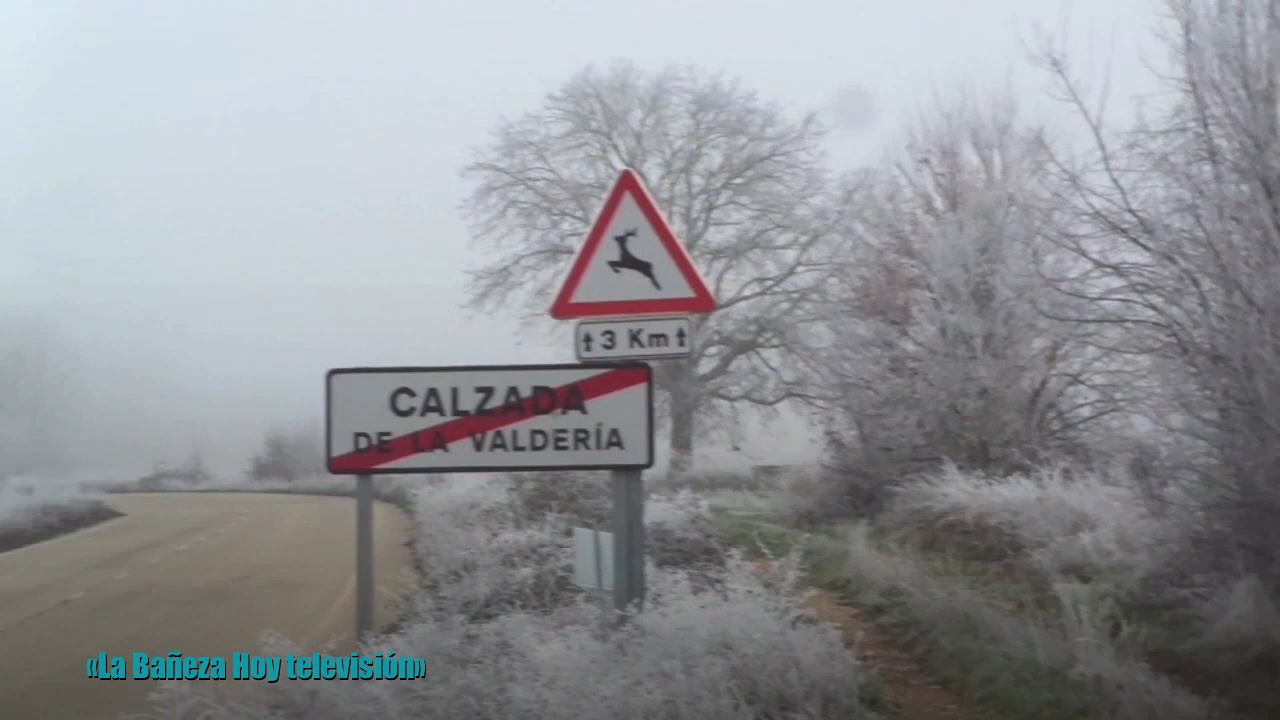 ↑3 Km↑
CALZADA
DE LA VALDERÍA
«La Bañeza Hoy televisión»